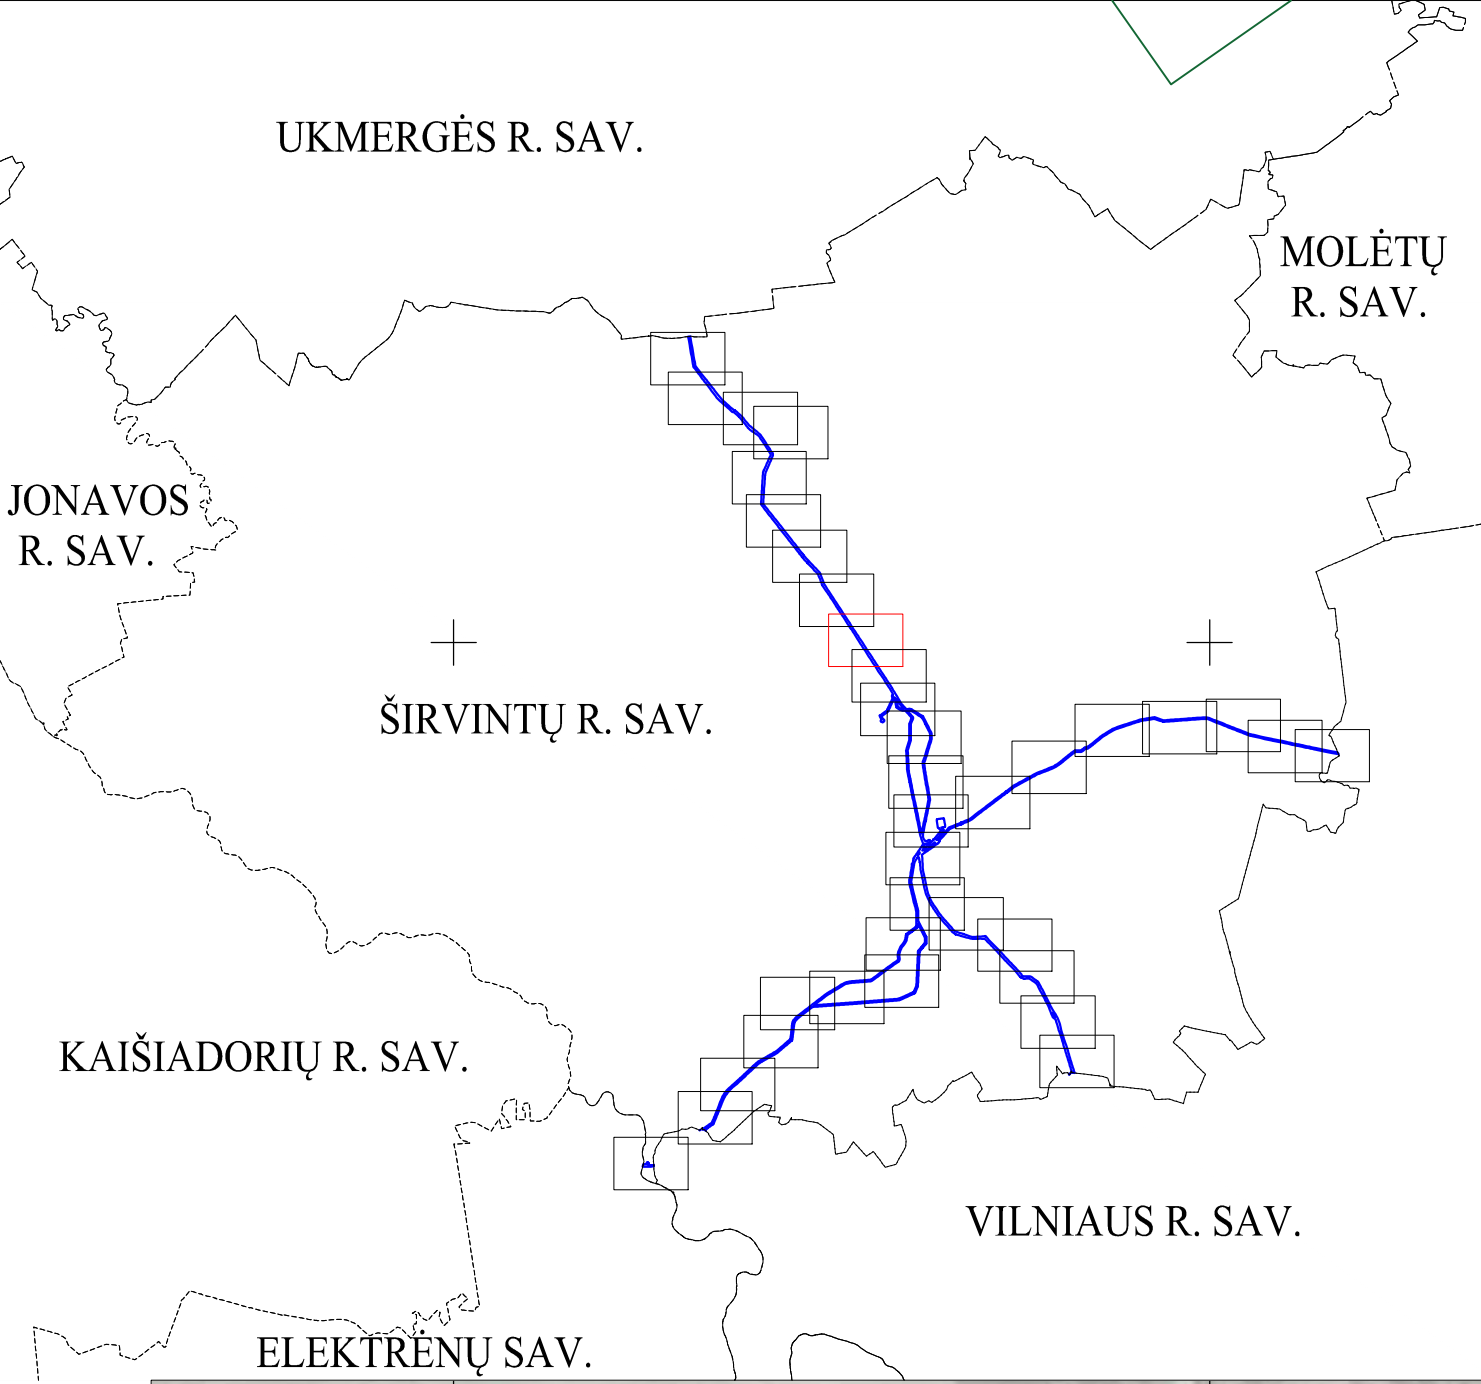 UKMERGĖS R. SAV.
MOLĖTŲ
R. SAV.
JONAVOS
R. SAV.
ŠIRVINTŲ R. SAV.
KAIŠIADORIŲ R. SAV.
VILNIAUS R. SAV.
ELEKTRĖNŲ SAV.